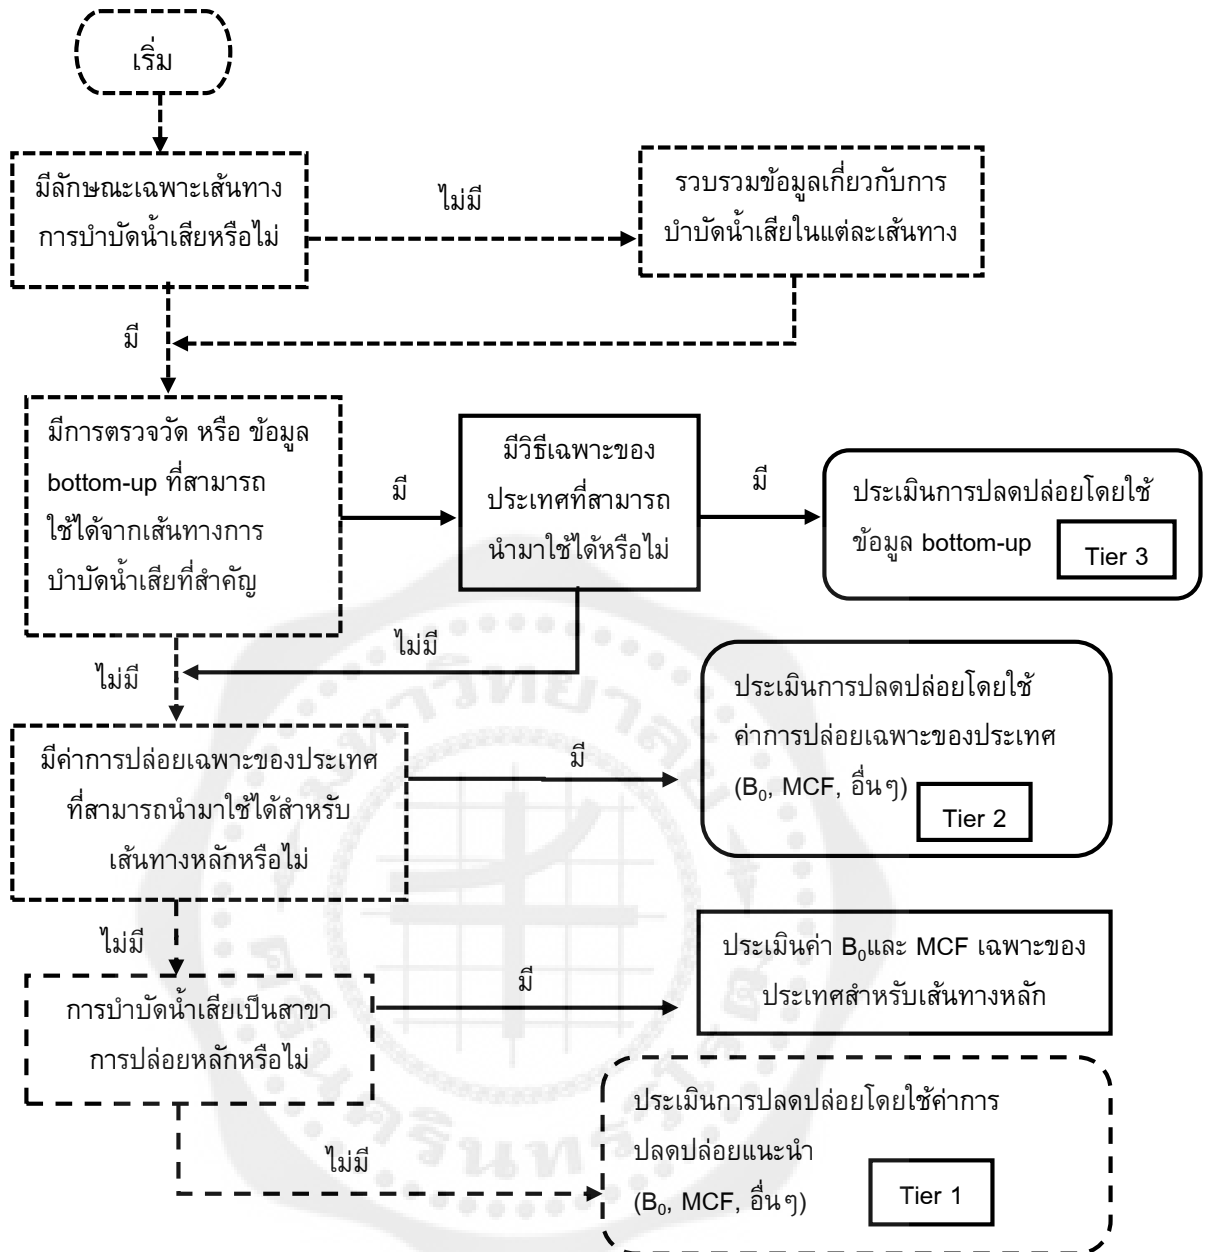 เริ่ม
มีลักษณะเฉพาะเส้นทาง
การบำบัดน้ำเสียหรือไม่
ไม่มี
รวบรวมข้อมูลเกี่ยวกับการ
บำบัดน้ำเสียในแต่ละเส้นทาง
มี
มีการตรวจวัด หรือ ข้อมูล
bottom-up ที่สามารถ
ใช้ได้จากเส้นทางการ
บำบัดน้ำเสียที่สำคัญ
มี
มีวิธีเฉพาะของ
ประเทศที่สามารถ
นำมาใช้ได้หรือไม่
มี
ประเมินการปลดปล่อยโดยใช้
ข้อมูล bottom-up
Tier 3
ไม่มี
ไม่มี
มีค่าการปล่อยเฉพาะของประเทศ
ที่สามารถนำมาใช้ได้สำหรับ
เส้นทางหลักหรือไม่
มี
ประเมินการปลดปล่อยโดยใช้
ค่าการปล่อยเฉพาะของประเทศ
(B₀, MCF, อื่นๆ)
Tier 2
ไม่มี
การบำบัดน้ำเสียเป็นสาขา
การปล่อยหลักหรือไม่
มี
ประเมินค่า B₀และ MCF เฉพาะของ
ประเทศสำหรับเส้นทางหลัก
ไม่มี
ประเมินการปลดปล่อยโดยใช้ค่าการ
ปลดปล่อยแนะนำ
(B₀, MCF, อื่นๆ)
Tier 1
มหาวิทยาลัย
ศรีนครินทรวิโรฒ